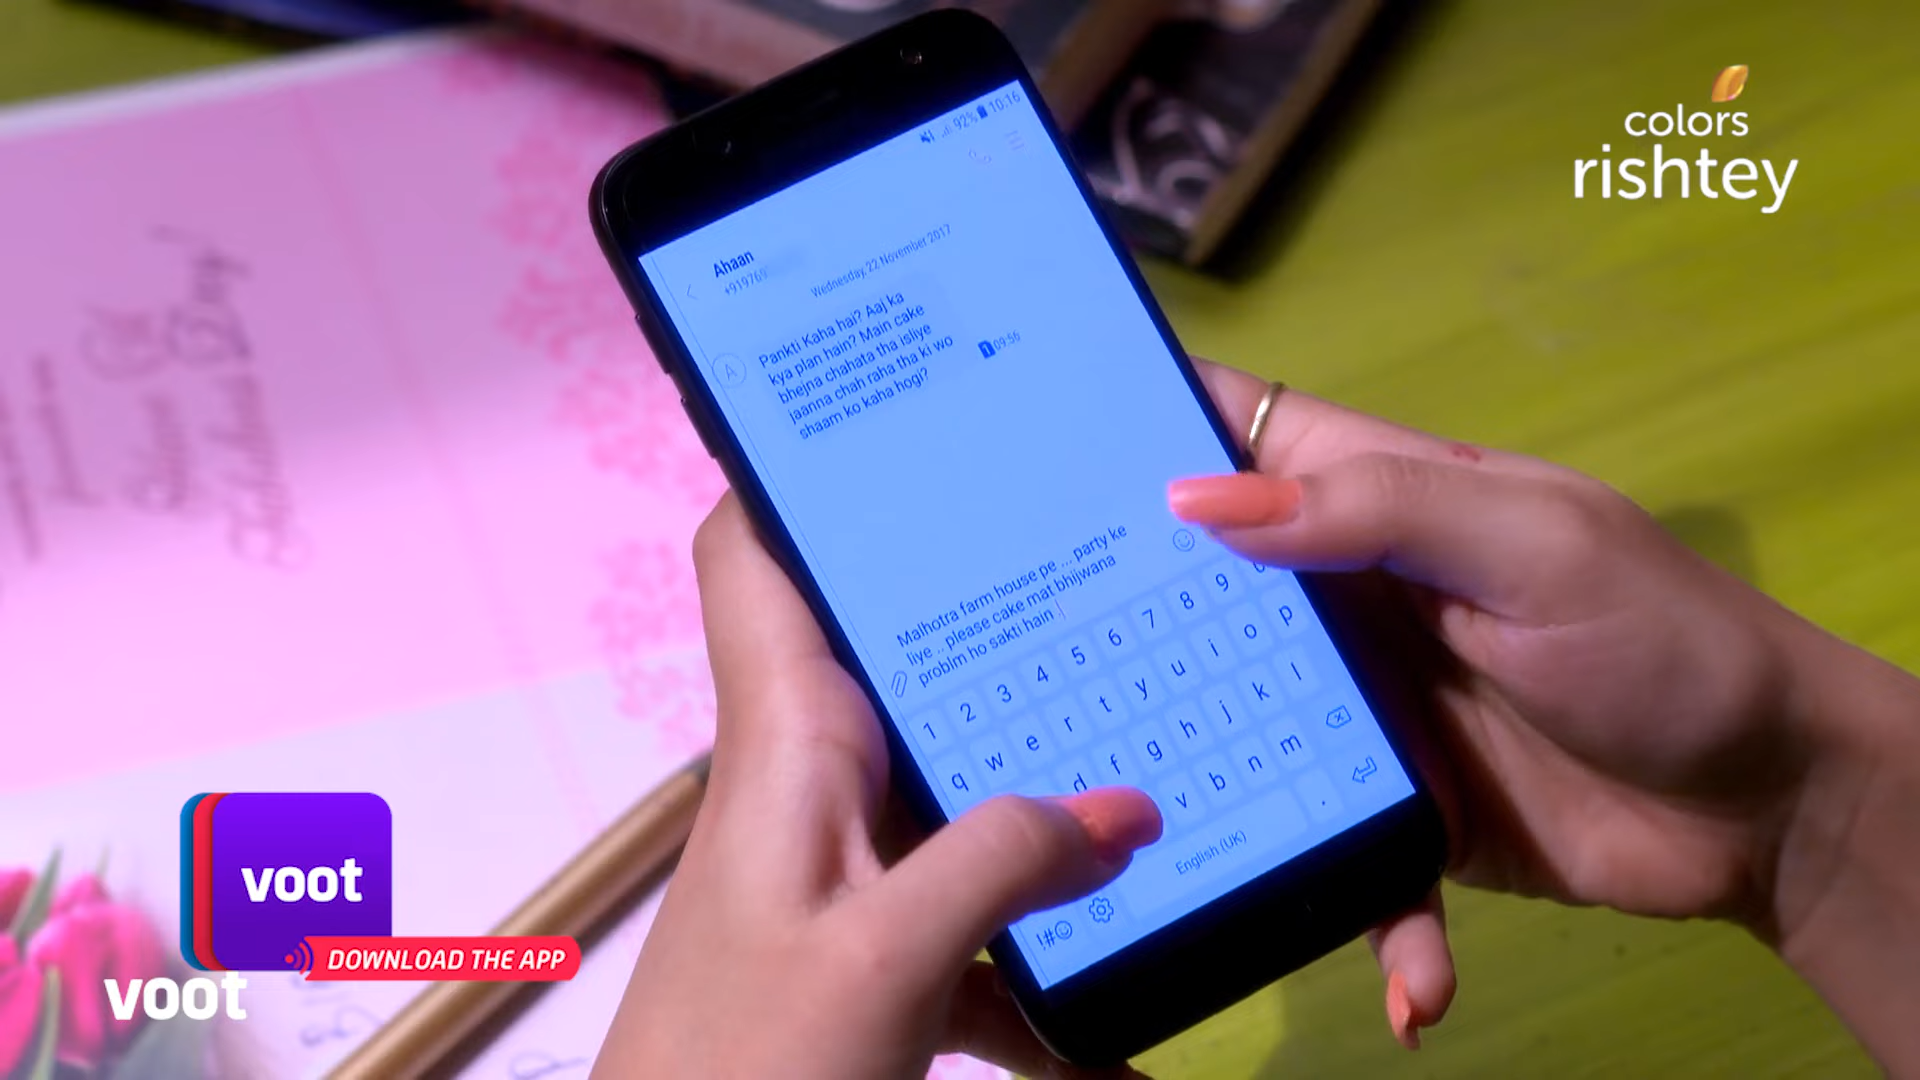 colors
rishtey
92% 10:16
Ahaan
+919769
Wednesday, 22 November 2017
Pankti Kaha hai? Aaj ka
kya plan hain? Main cake
bhejna chahata tha isliye
jaanna chah raha tha ki wo
shaam ko kaha hogi?
1 09:56
Malhotra farm house pe ... party ke
liye .. please cake mat bhijwana
problm ho sakti hain .
1 2 3 4 5 6 7 8 9
q w e r t y u i o p
d f g h j k l
v b n m
English (UK) .
!#☺
voot
DOWNLOAD THE APP
voot